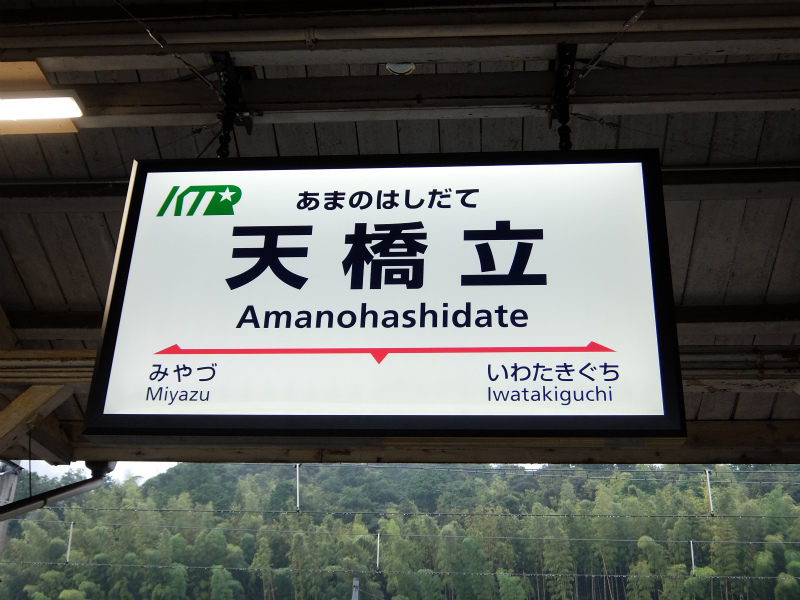 KTR
あまのはしだて
天橋立
Amanohashidate
みやづ いわたきぐち
Miyazu Iwatakiguchi